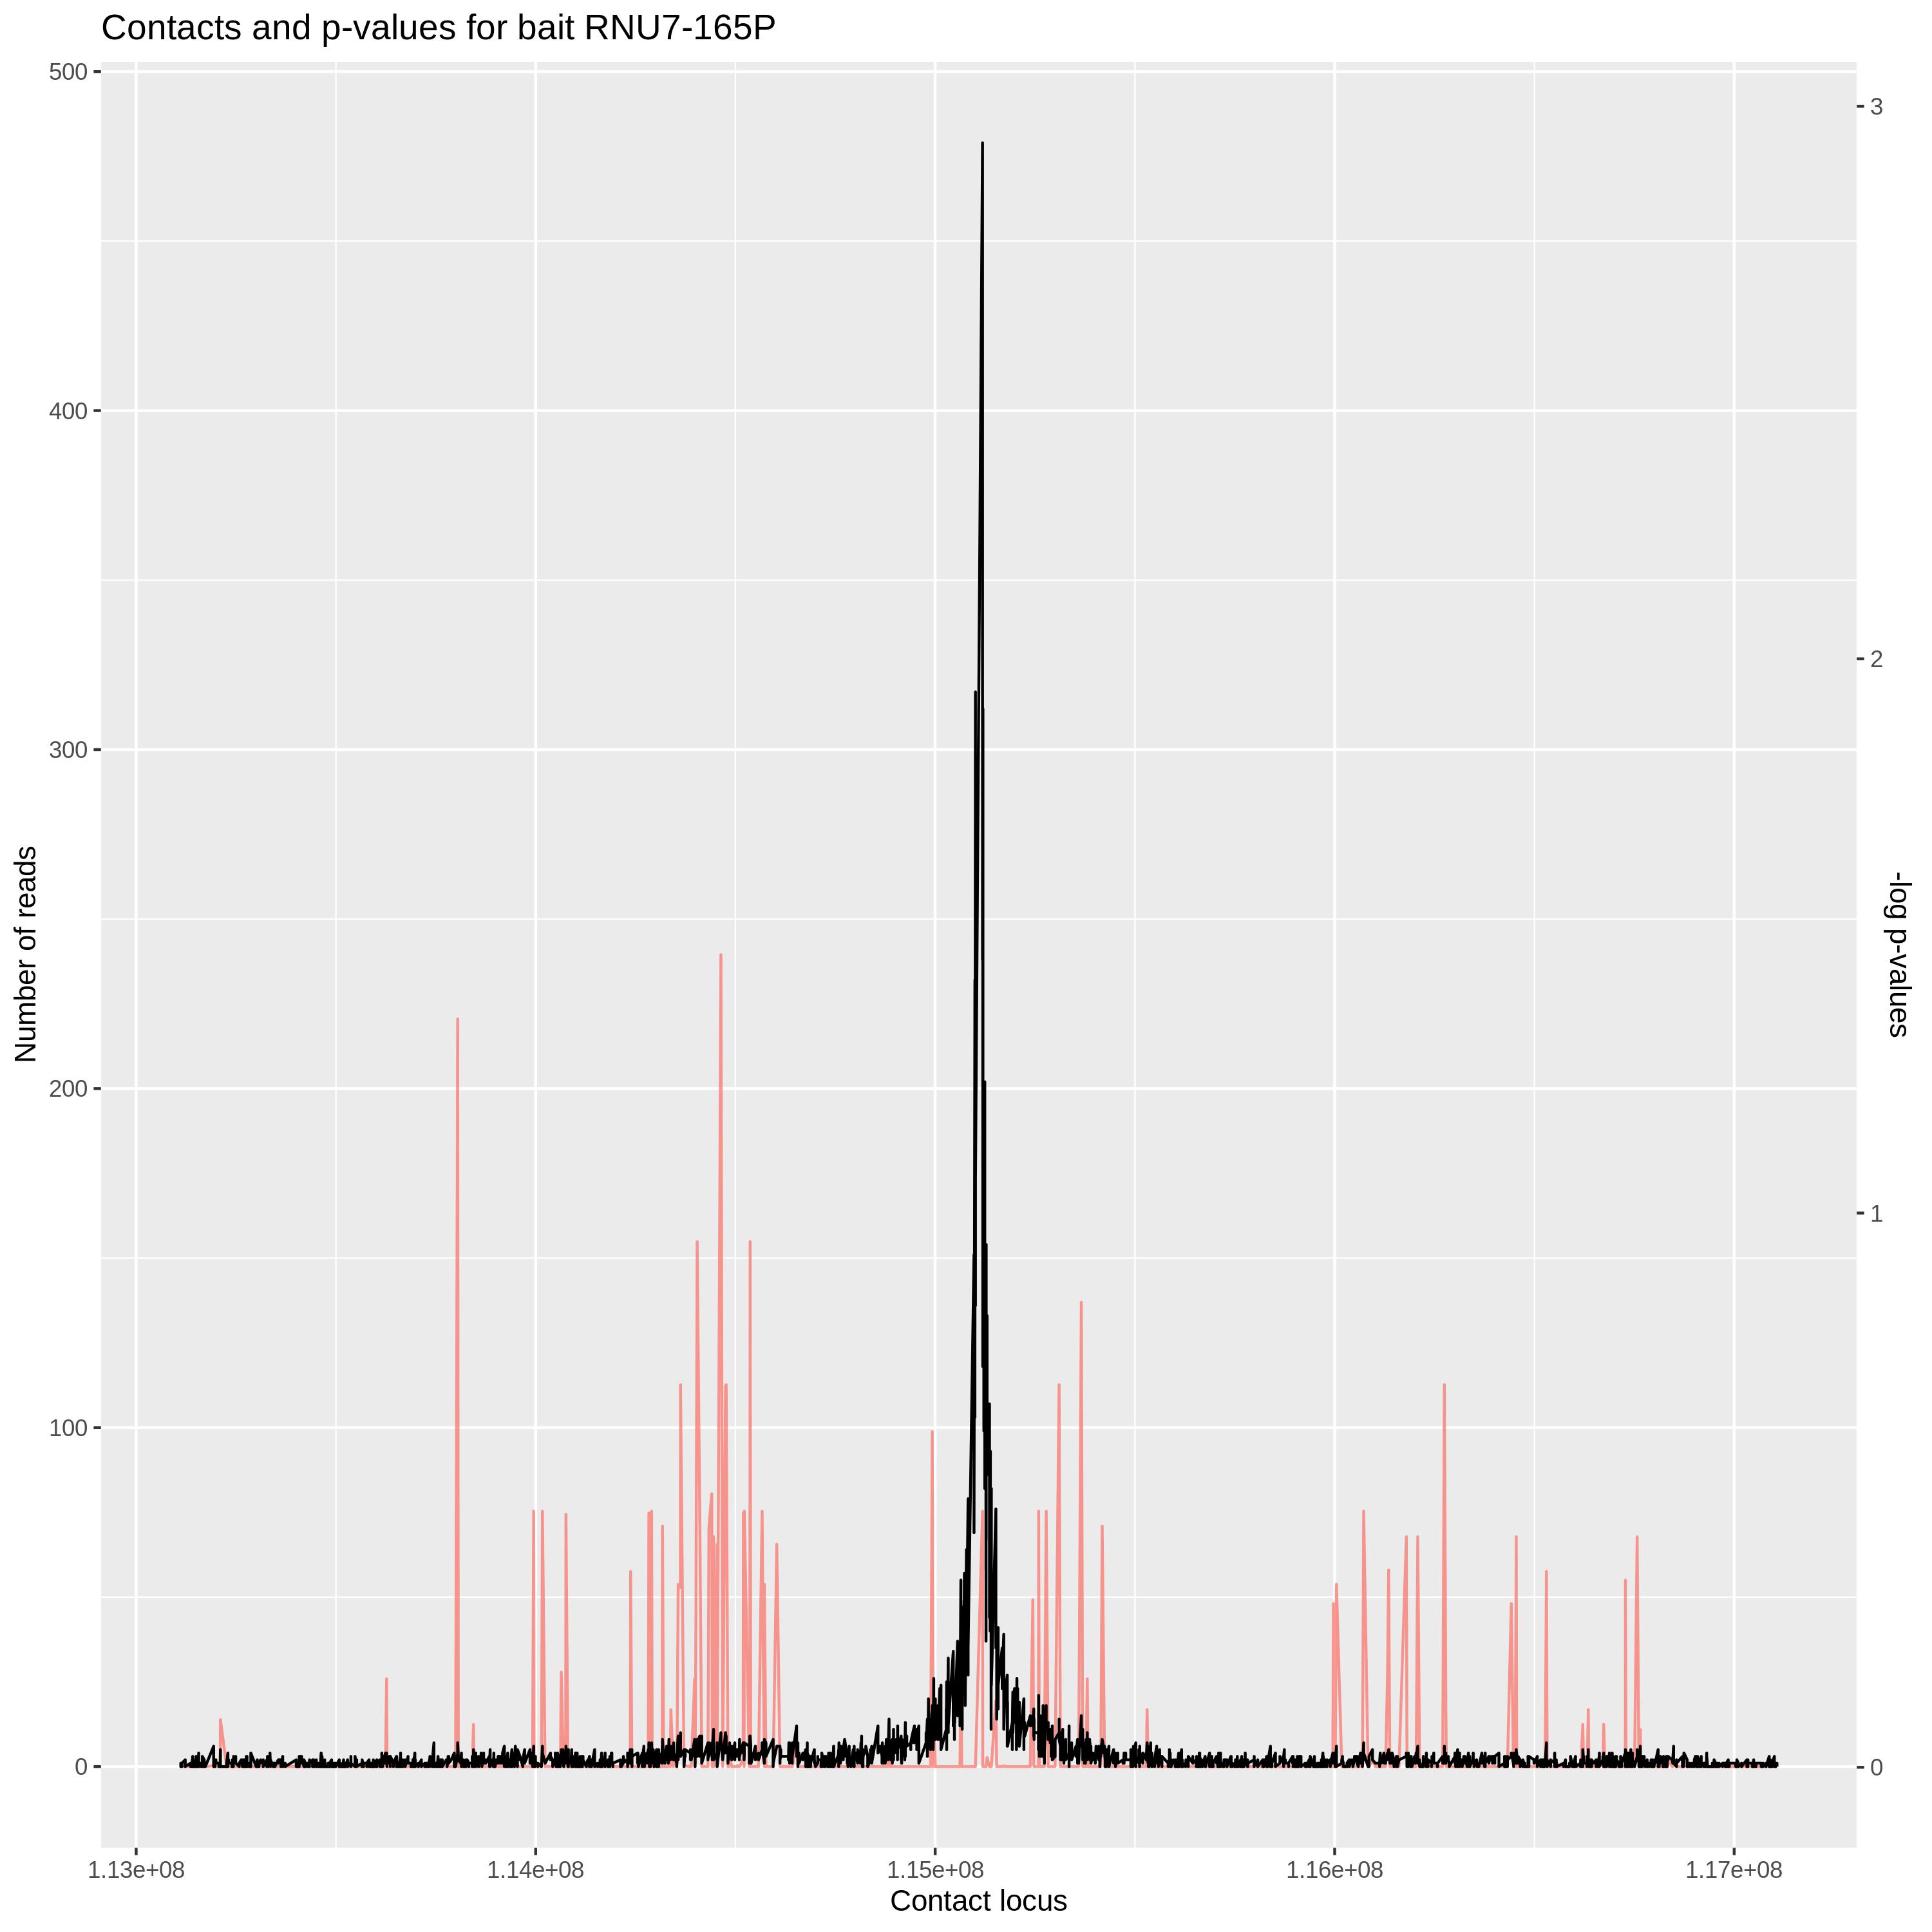 Contacts and p-values for bait RNU7-165P
500
400
300
200
100
0
Number of reads
3
2
1
0
-log p-values
1.13e+08
1.14e+08
1.15e+08
1.16e+08
1.17e+08
Contact locus